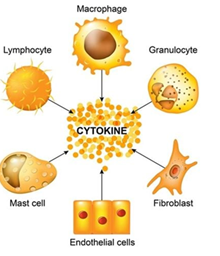 Macrophage
Lymphocyte
Granulocyte
CYTOKINE
Mast cell
Fibroblast
Endothelial cells